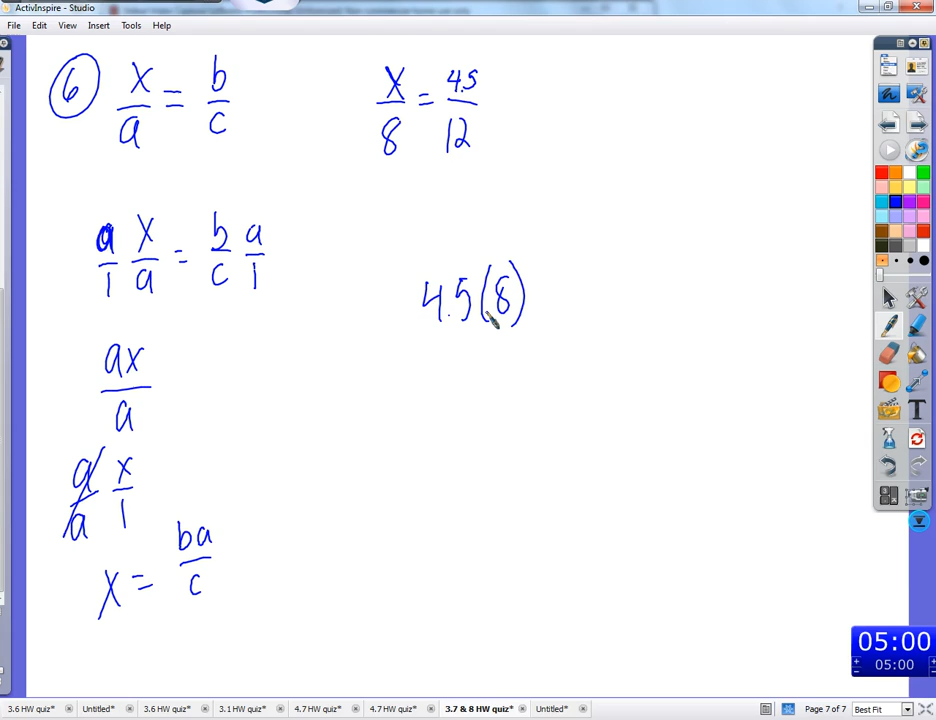 ActivInspire - Studio
File Edit View Insert Tools Help
6 x/a = b/c
x/8 = 4.5/12
a/1 x/a = b/c a/1
4.5(8)
ax/a
a/a x/1
x = ba/c
05:00
05:00
3.6 HW quiz* Untitled* 3.6 HW quiz* 3.1 HW quiz* 4.7 HW quiz* 4.7 HW quiz* 3.7 & 8 HW quiz* Untitled* Page 7 of 7 Best Fit